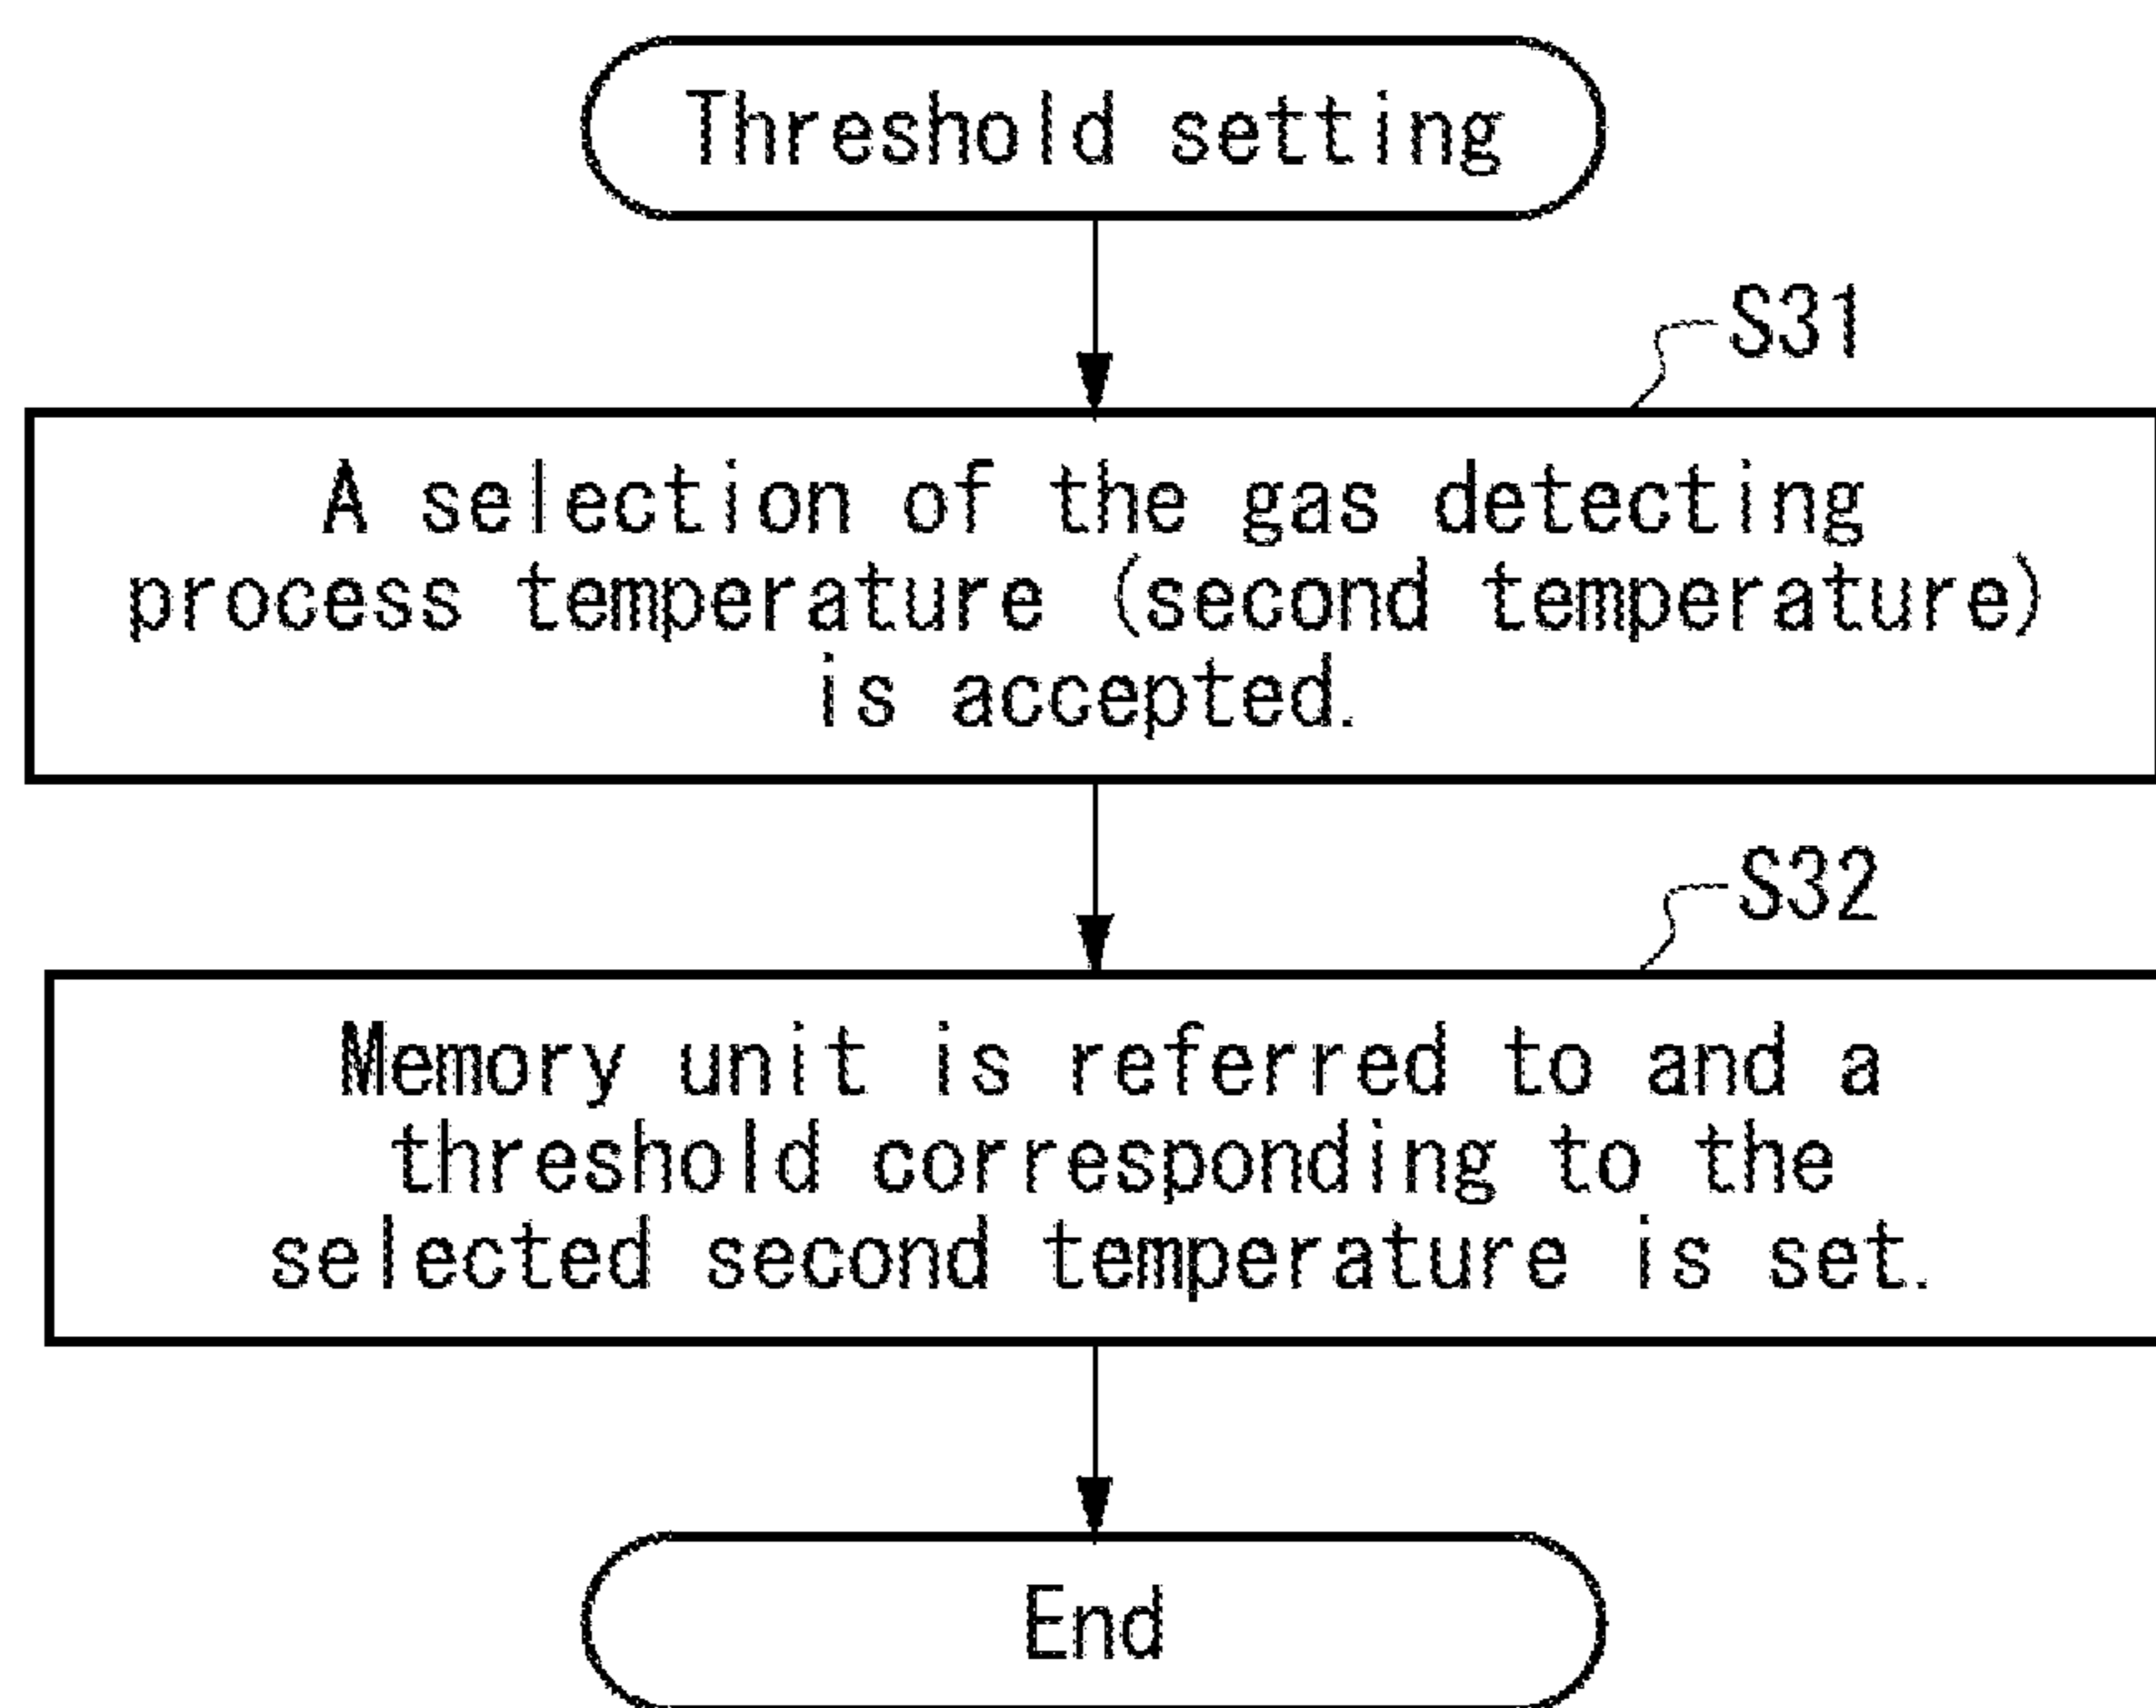 Threshold setting
S31
A selection of the gas detecting
process temperature (second temperature)
is accepted.
S32
Memory unit is referred to and a
threshold corresponding to the
selected second temperature is set.
End